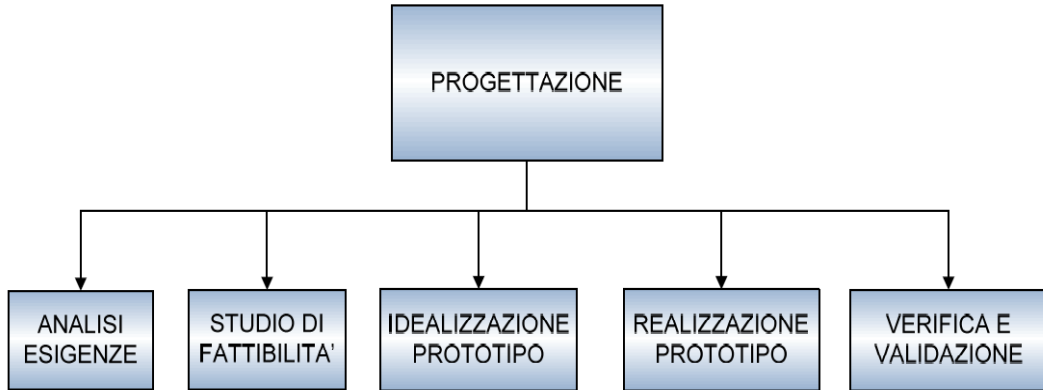 PROGETTAZIONE
ANALISI
ESIGENZE
STUDIO DI
FATTIBILITA'
IDEALIZZAZIONE
PROTOTIPO
REALIZZAZIONE
PROTOTIPO
VERIFICA E
VALIDAZIONE